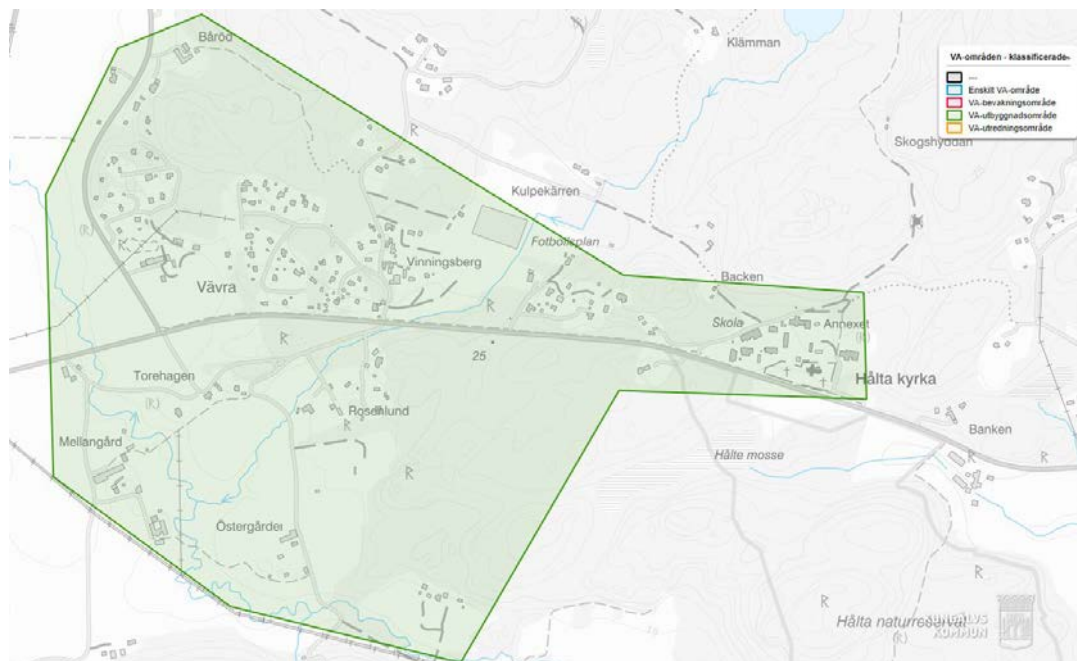 Båröd
Klämman
VA-områden - klassificerade-
---
Enskilt VA-område
VA-bevakningsområde
VA-utbyggnadsområde
VA-utredningsområde
R
R
Skogshyddan
Kulpekärren
(R)
Fotbollsplan
Vinningsberg
Backen
Vävra
R
Skola
Annexet
(R)
R
R
25
Torehagen
(R)
Hålta kyrka
Rosenlund
R
Mellangård
Banken
R
R
Hålte mosse
R
Östergården
R
R
Hålta naturreservat
(R)
KUNGÄLVS
KOMMUN